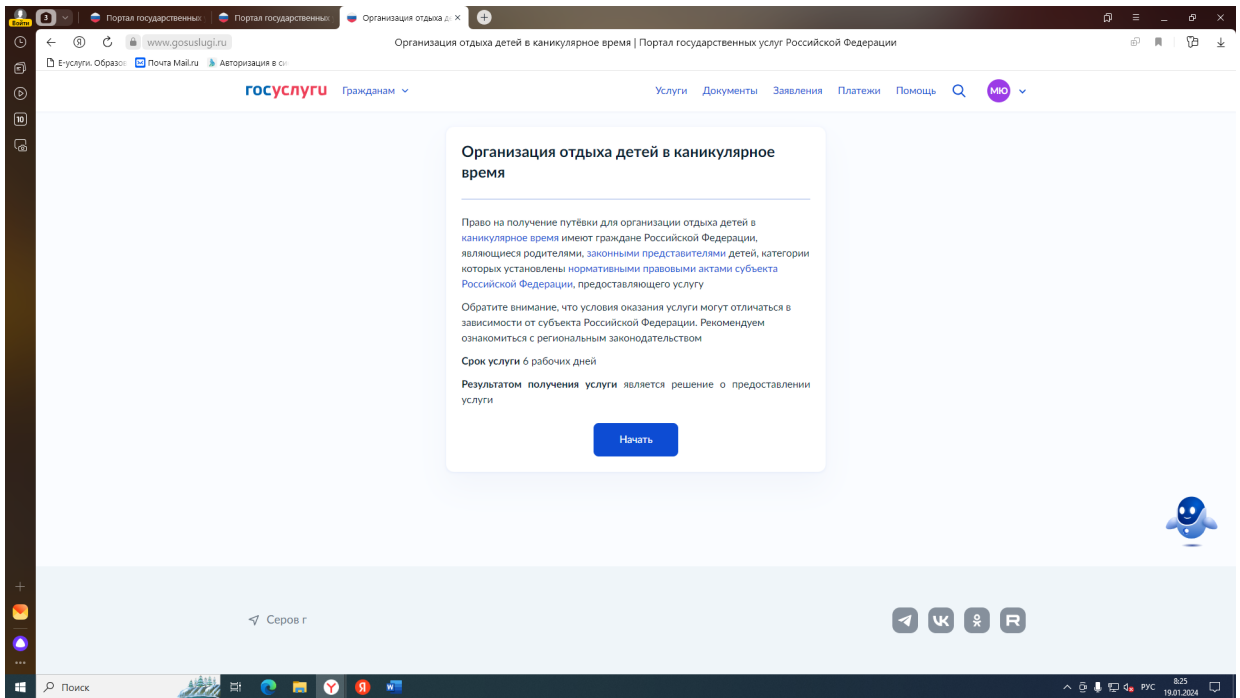 Войти
3
Портал государственных
Портал государственных
Организация отдыха д
www.gosuslugi.ru
Организация отдыха детей в каникулярное время | Портал государственных услуг Российской Федерации
Е-услуги. Образов
Почта Mail.ru
Авторизация в си
10
госуслуги
Гражданам
Услуги
Документы
Заявления
Платежи
Помощь
МЮ
Организация отдыха детей в каникулярное
время
Право на получение путёвки для организации отдыха детей в
каникулярное время имеют граждане Российской Федерации,
являющиеся родителями, законными представителями детей, категории
которых установлены нормативными правовыми актами субъекта
Российской Федерации, предоставляющего услугу
Обратите внимание, что условия оказания услуги могут отличаться в
зависимости от субъекта Российской Федерации. Рекомендуем
ознакомиться с региональным законодательством
Срок услуги 6 рабочих дней
Результатом получения услуги является решение о предоставлении
услуги
Начать
Серов г
Поиск
РУС
8:25
19.01.2024